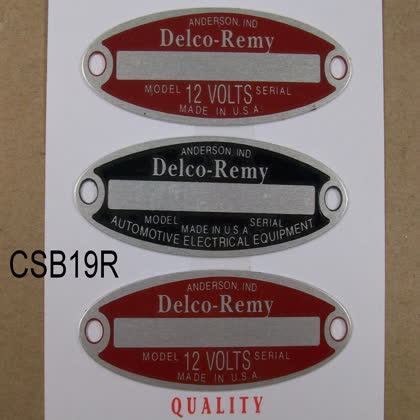 ANDERSON, IND
Delco-Remy
MODEL 12 VOLTS SERIAL
MADE IN U.S.A.
ANDERSON, IND.
Delco-Remy
MODEL MADE IN U.S.A. SERIAL
AUTOMOTIVE ELECTRICAL EQUIPMENT
CSB19R
ANDERSON, IND
Delco-Remy
MODEL 12 VOLTS SERIAL
MADE IN U.S.A.
QUALITY